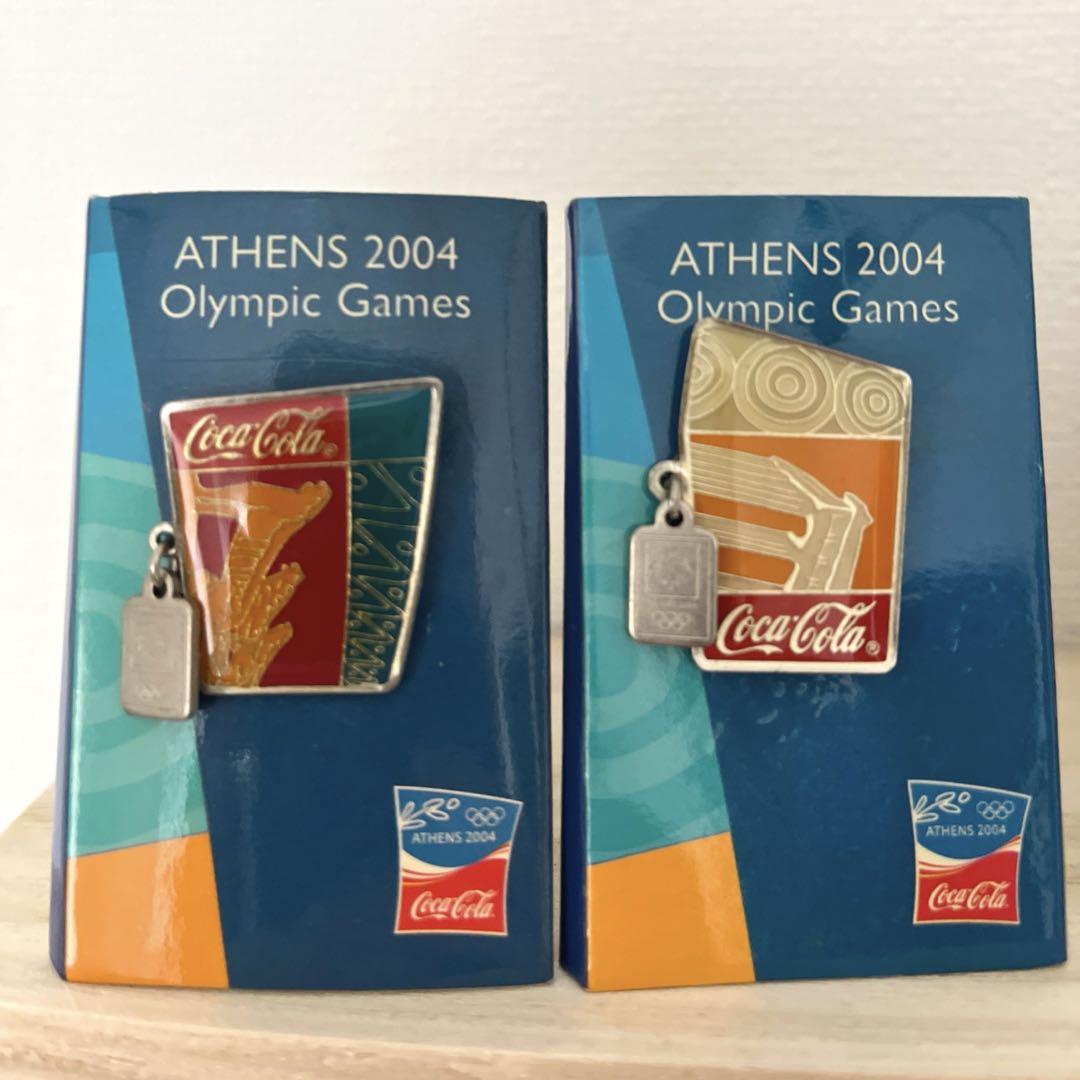 ATHENS 2004
Olympic Games
Coca-Cola®
ATHENS 2004
Coca-Cola
ATHENS 2004
Olympic Games
Coca-Cola®
ATHENS 2004
Coca-Cola